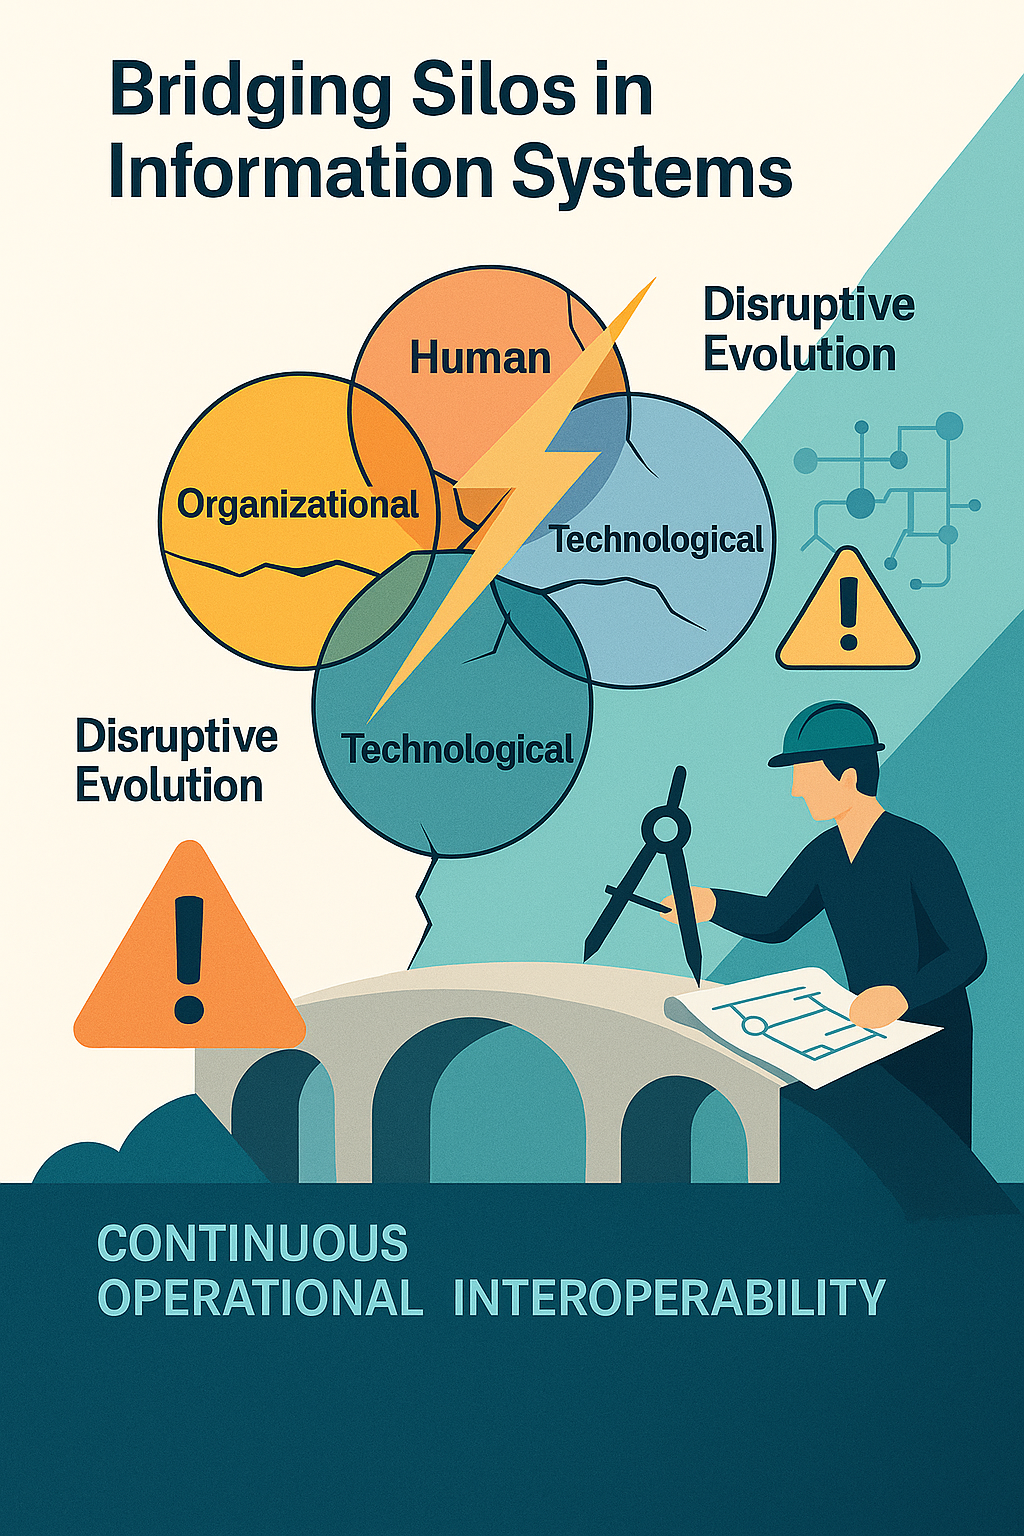 Bridging Silos in
Information Systems
Human
Disruptive
Evolution
Organizational
Technological
Disruptive
Evolution
Technological
CONTINUOUS
OPERATIONAL INTEROPERABILITY